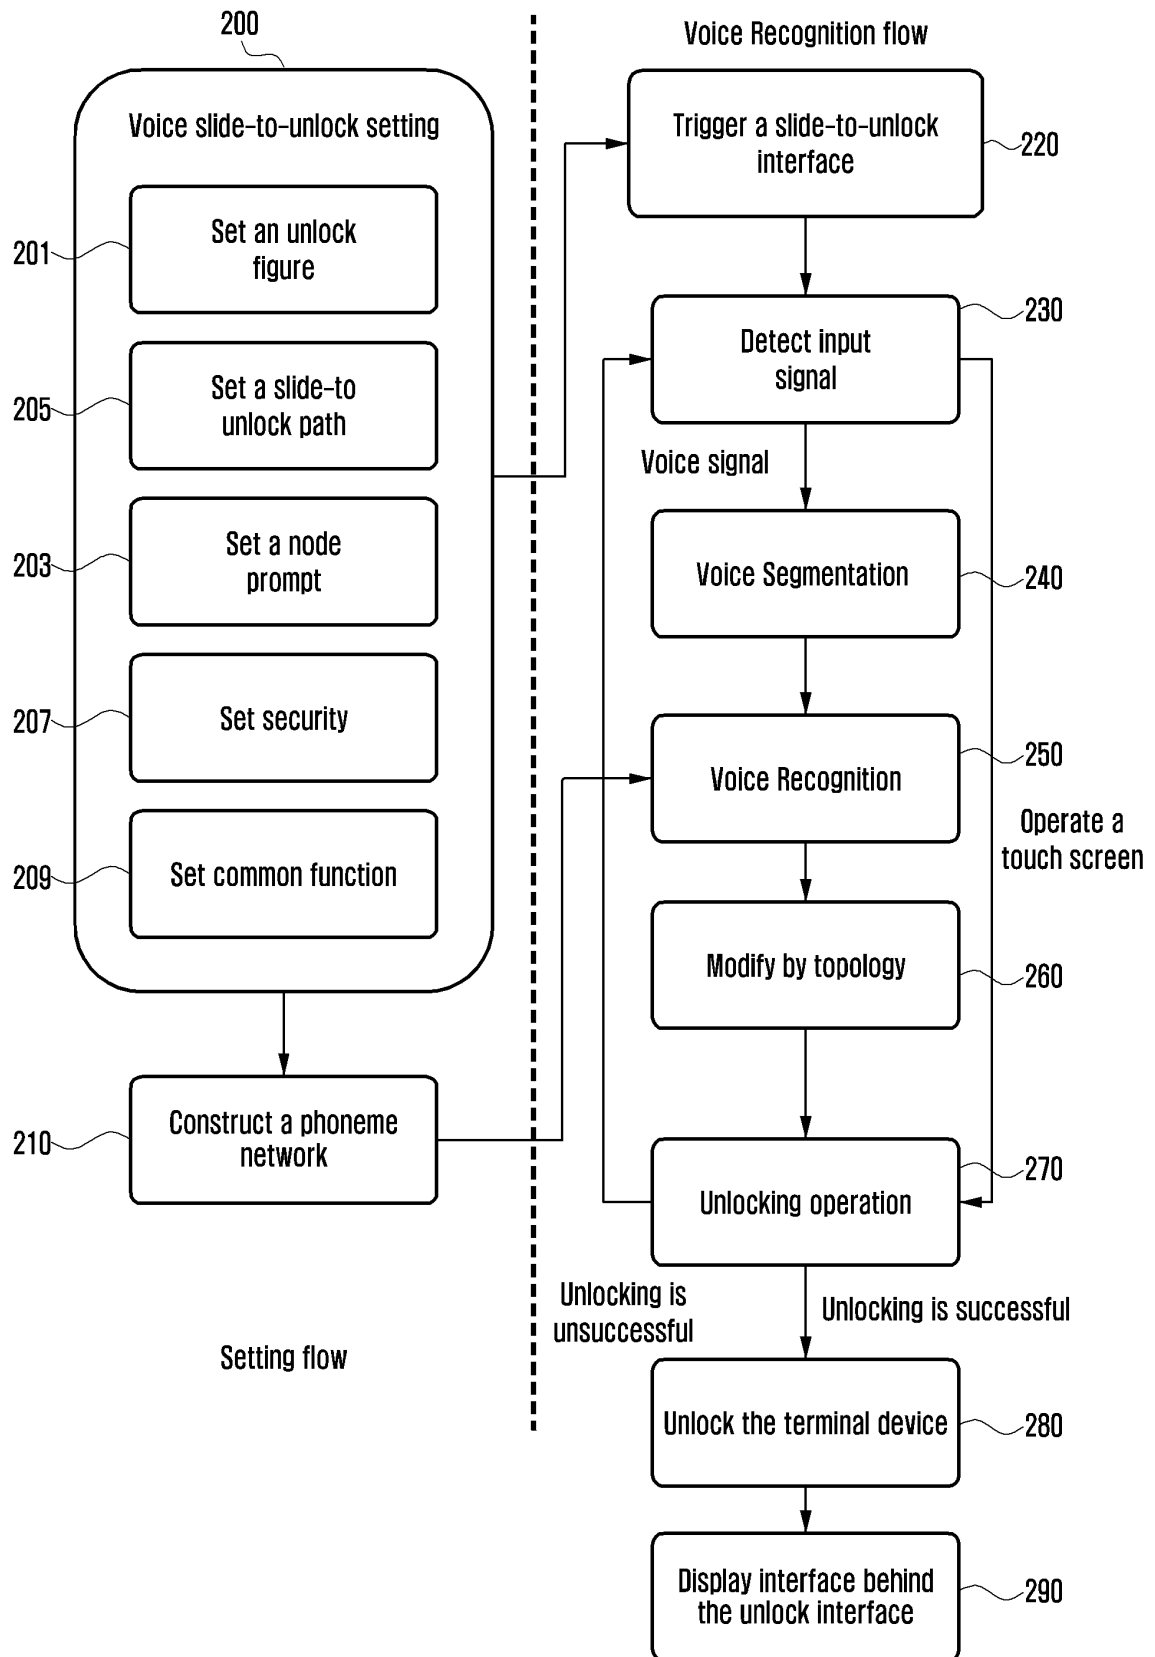 200
Voice slide-to-unlock setting
201
Set an unlock
figure
205
Set a slide-to
unlock path
203
Set a node
prompt
207
Set security
209
Set common function
210
Construct a phoneme
network
Setting flow
Voice Recognition flow
Trigger a slide-to-unlock
interface
220
230
Detect input
signal
Voice signal
Voice Segmentation
240
250
Voice Recognition
Operate a
touch screen
Modify by topology
260
270
Unlocking operation
Unlocking is
unsuccessful
Unlocking is successful
Unlock the terminal device
280
Display interface behind
the unlock interface
290